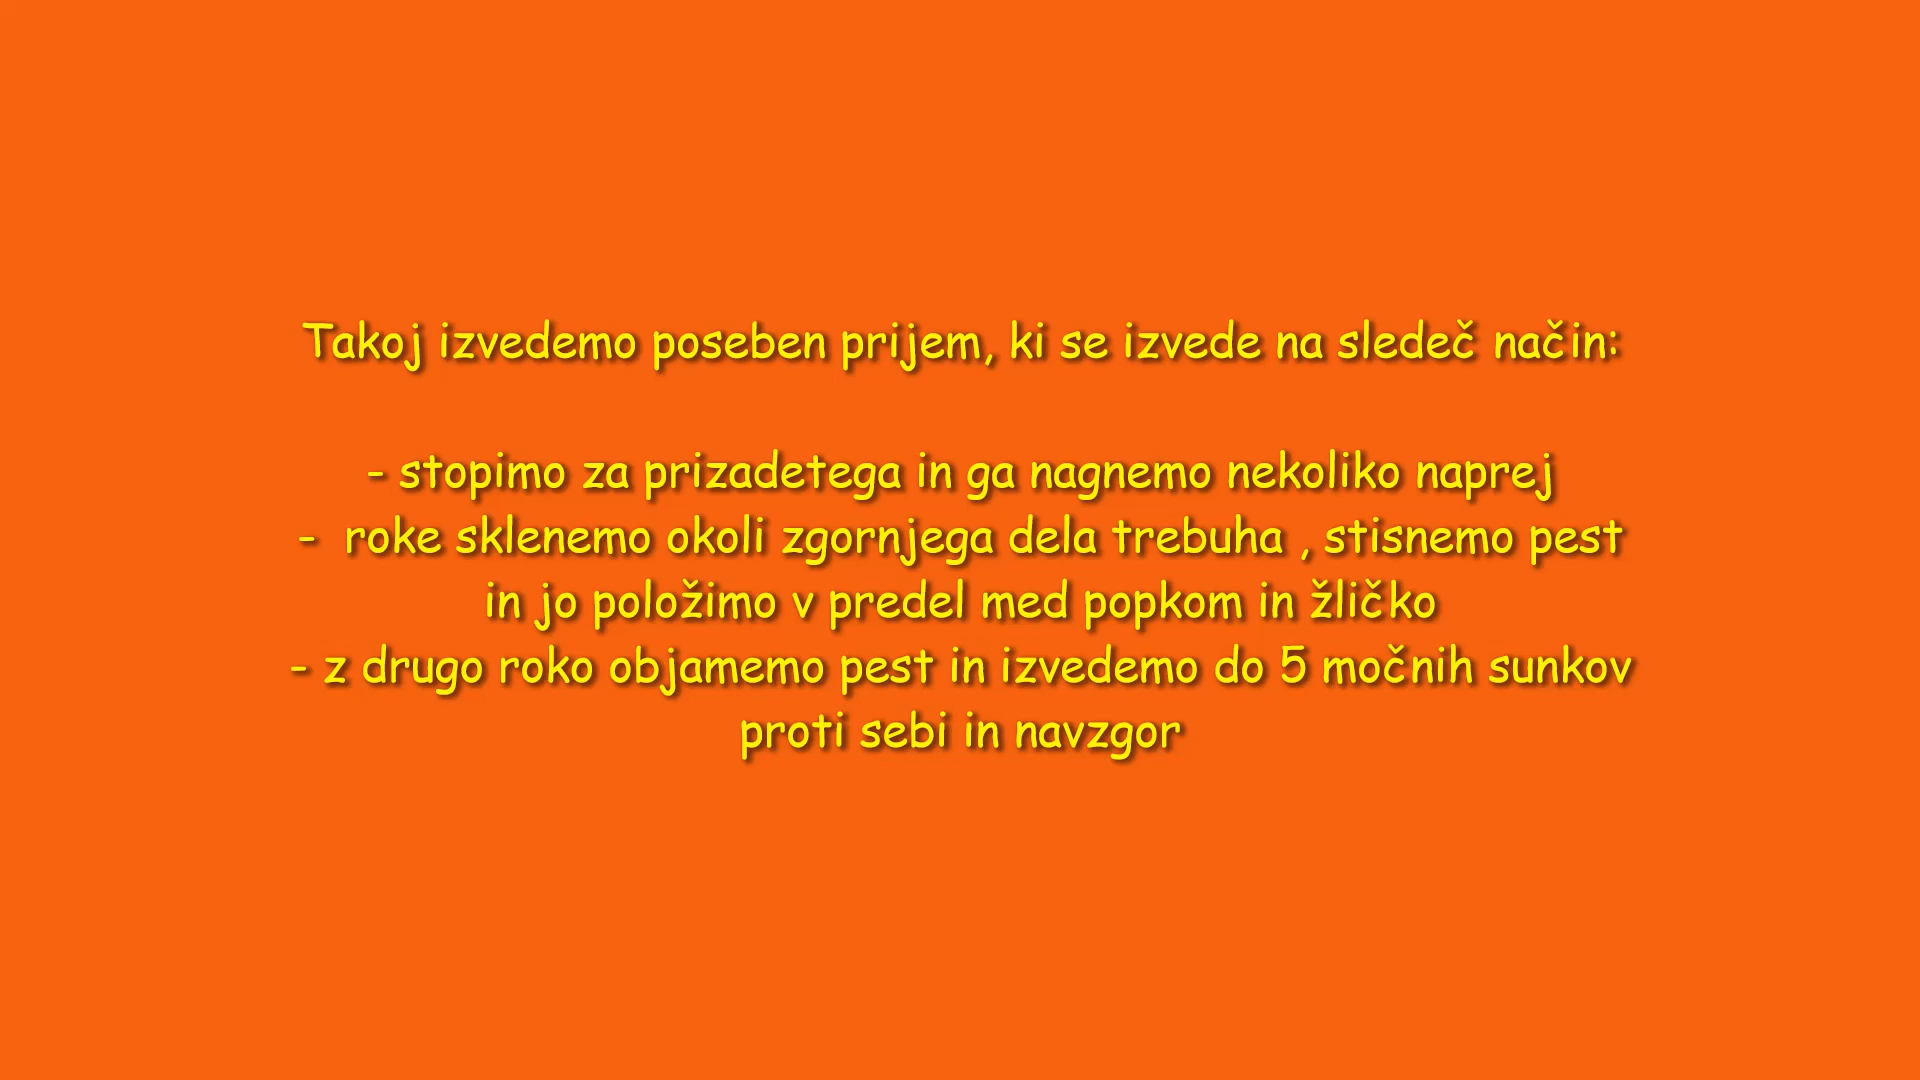 Takoj izvedemo poseben prijem, ki se izvede na sledeč način:
- stopimo za prizadetega in ga nagnemo nekoliko naprej
- roke sklenemo okoli zgornjega dela trebuha , stisnemo pest
in jo položimo v predel med popkom in žličko
- z drugo roko objamemo pest in izvedemo do 5 močnih sunkov
proti sebi in navzgor